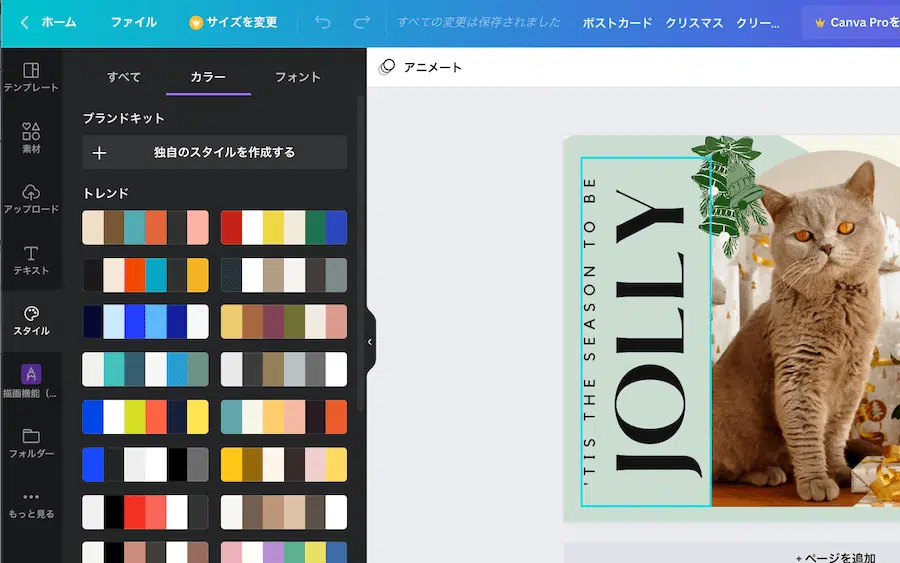 ホーム
ファイル
サイズを変更
すべての変更は保存されました
ポストカード クリスマス クリー...
Canva Proを
テンプレート
素材
アップロード
テキスト
スタイル
描画機能（...
フォルダー
もっと見る
すべて
カラー
フォント
ブランドキット
独自のスタイルを作成する
トレンド
アニメート
'TIS THE SEASON TO BE
JOLLY
+ ページを追加